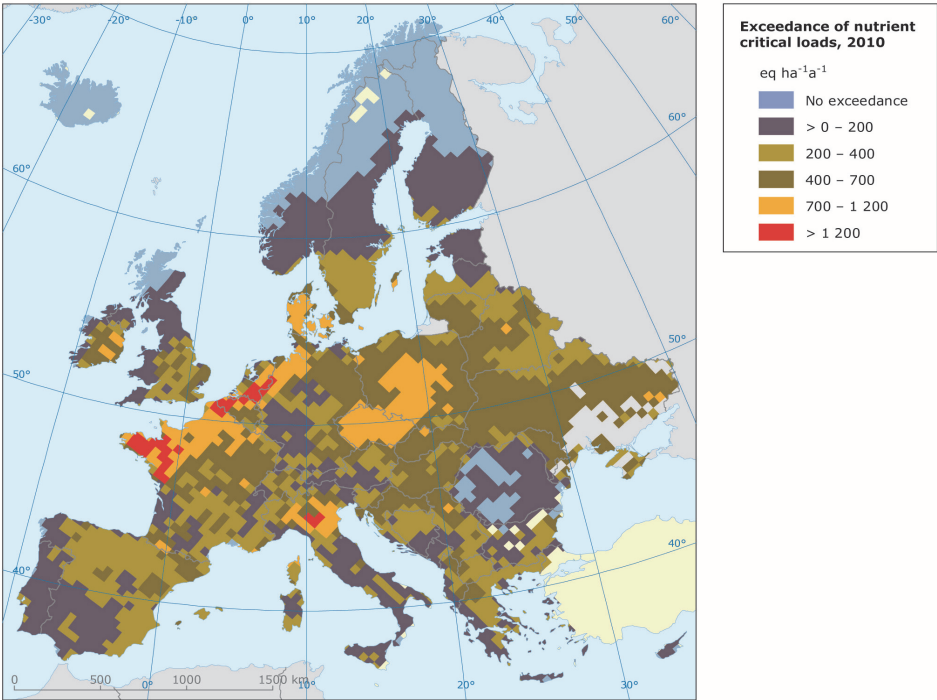 -30°
-20°
-10°
0°
10°
20°
30°
40°
50°
60°
60°
60°
50°
50°
40°
40°
0°
10°
20°
30°
0 500 1000 1500 km
Exceedance of nutrient
critical loads, 2010
eq ha⁻¹a⁻¹
No exceedance
> 0 – 200
200 – 400
400 – 700
700 – 1 200
> 1 200